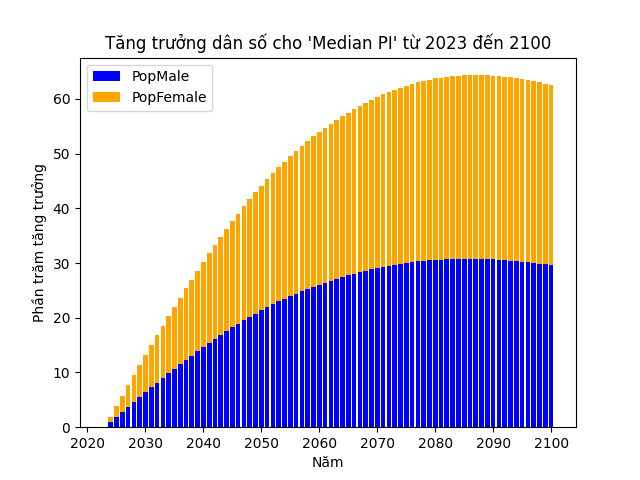 Tăng trưởng dân số cho 'Median PI' từ 2023 đến 2100
PopMale
PopFemale
Phần trăm tăng trưởng
60
50
40
30
20
10
0
2020 2030 2040 2050 2060 2070 2080 2090 2100
Năm